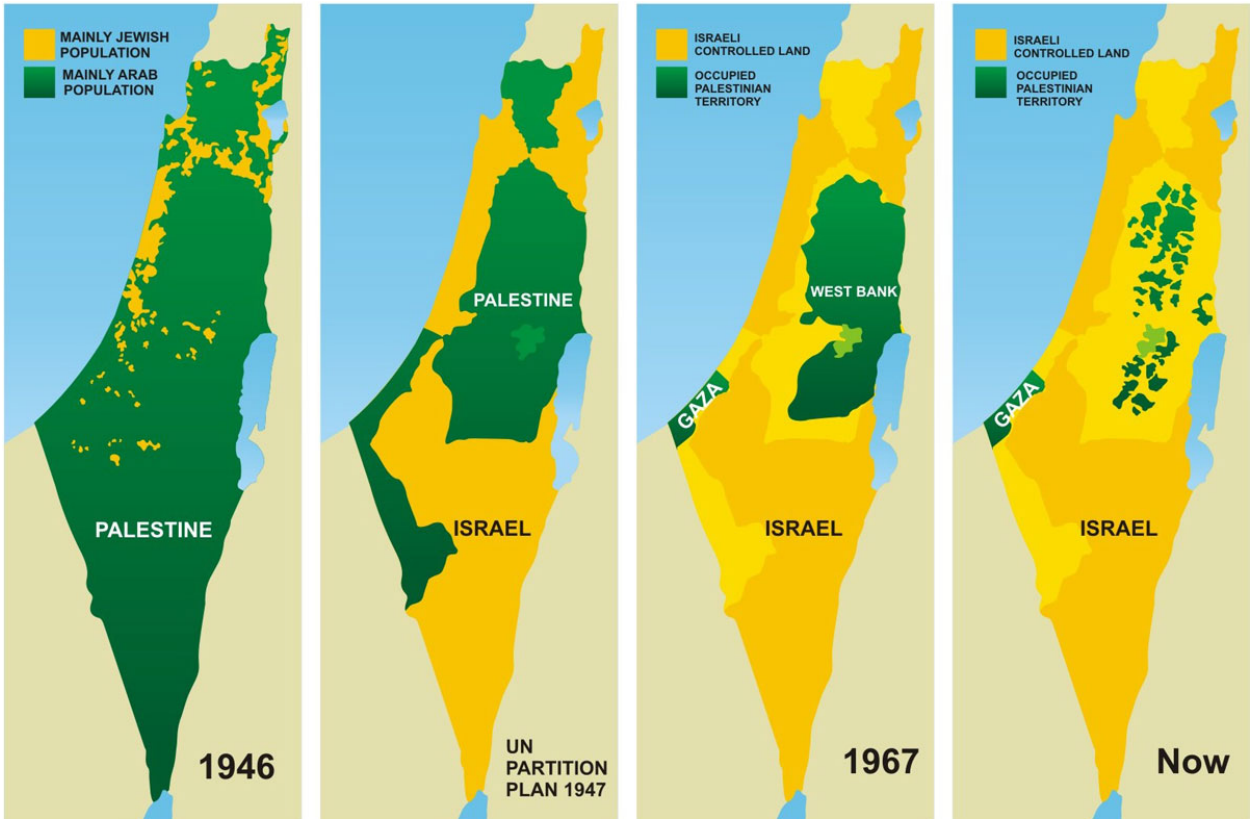 MAINLY JEWISH
POPULATION
MAINLY ARAB
POPULATION
PALESTINE
1946
PALESTINE
ISRAEL
UN
PARTITION
PLAN 1947
ISRAELI
CONTROLLED LAND
OCCUPIED
PALESTINIAN
TERRITORY
WEST BANK
GAZA
ISRAEL
1967
ISRAELI
CONTROLLED LAND
OCCUPIED
PALESTINIAN
TERRITORY
GAZA
ISRAEL
Now